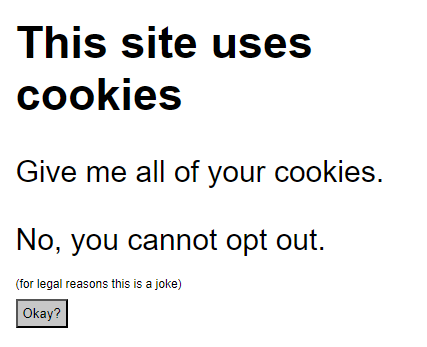 This site uses
cookies
Give me all of your cookies.
No, you cannot opt out.
(for legal reasons this is a joke)
Okay?